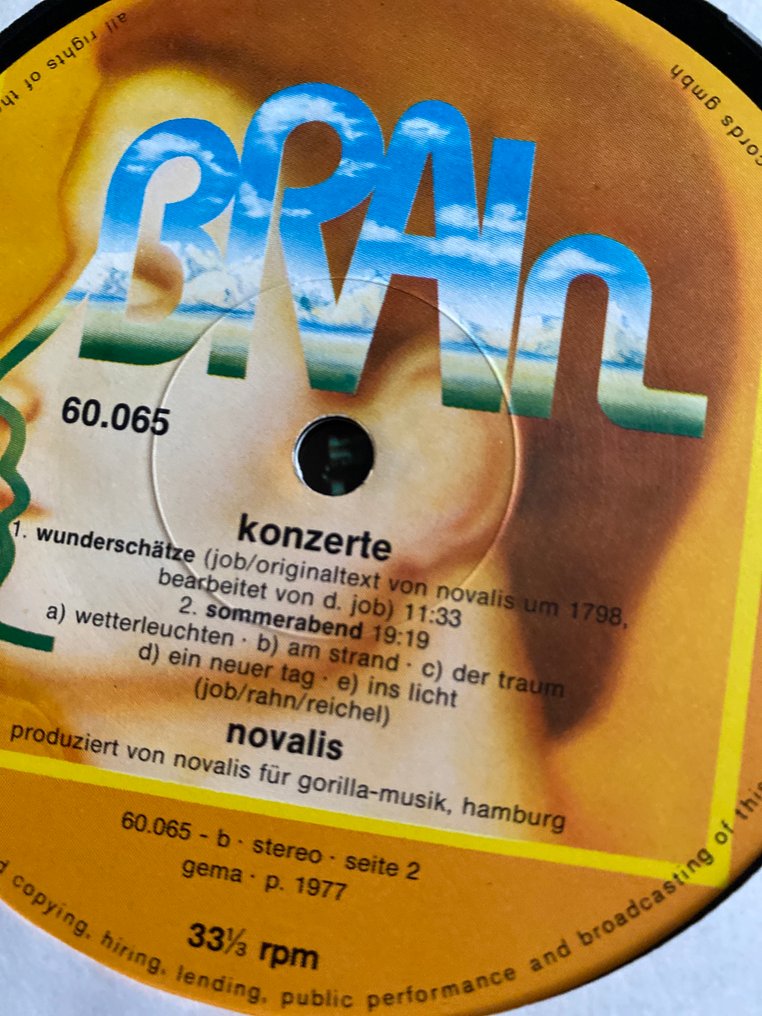 all rights of the
cords gmbh
BRAIn
60.065
konzerte
1. wunderschätze (job/originaltext von novalis um 1798,
bearbeitet von d. job) 11:33
2. sommerabend 19:19
a) wetterleuchten · b) am strand · c) der traum
d) ein neuer tag · e) ins licht
(job/rahn/reichel)
novalis
produziert von novalis für gorilla-musik, hamburg
60.065 - b · stereo · seite 2
gema · p. 1977
33⅓ rpm
d copying, hiring, lending, public performance and broadcasting of this